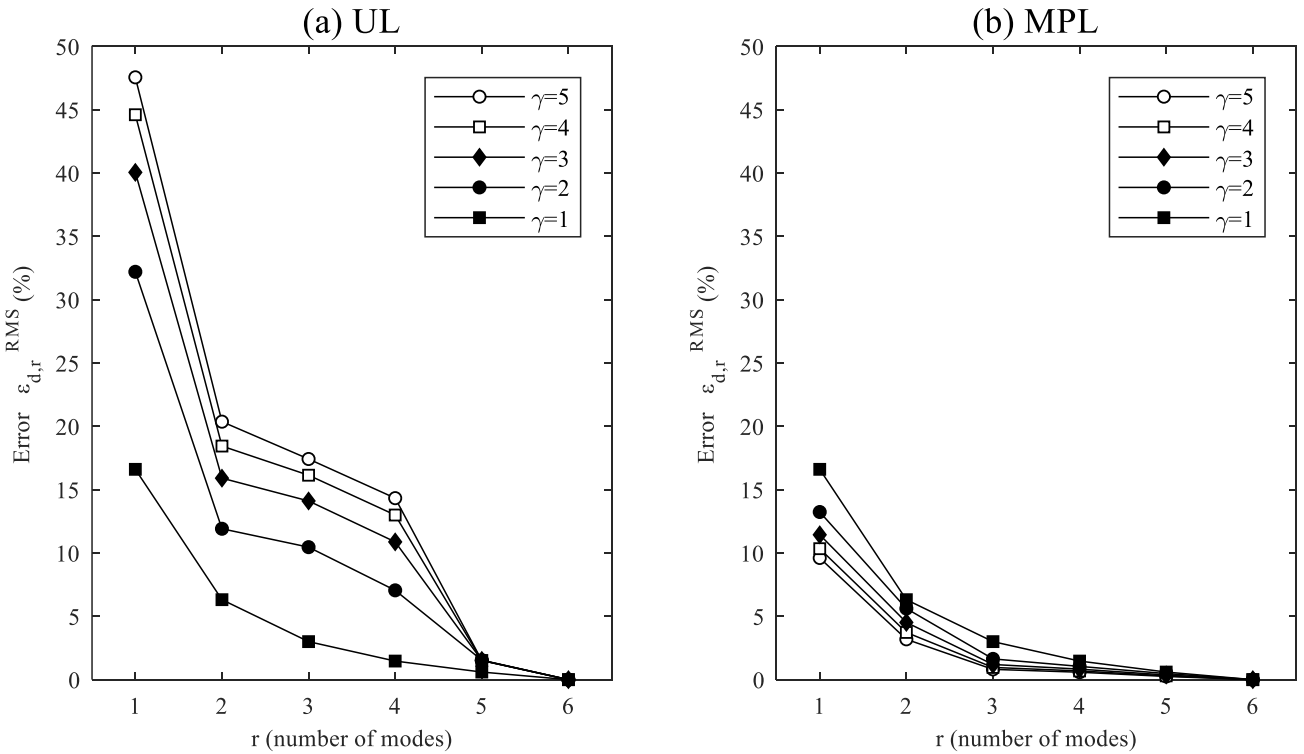 (a) UL
50
45
40
35
30
25
20
15
10
5
0
Error ε_{d,r}^{RMS} (%)
γ=5
γ=4
γ=3
γ=2
γ=1
1 2 3 4 5 6
r (number of modes)
(b) MPL
50
45
40
35
30
25
20
15
10
5
0
Error ε_{d,r}^{RMS} (%)
γ=5
γ=4
γ=3
γ=2
γ=1
1 2 3 4 5 6
r (number of modes)